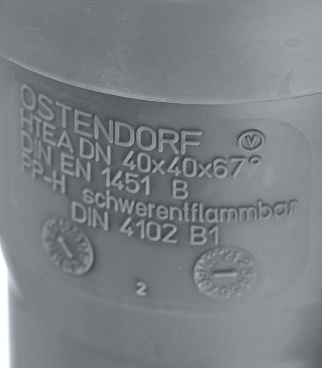 OSTENDORF
HTEA DN 40x40x67°
DIN EN 1451 B
PP-H schwerentflammbar
DIN 4102 B1
2